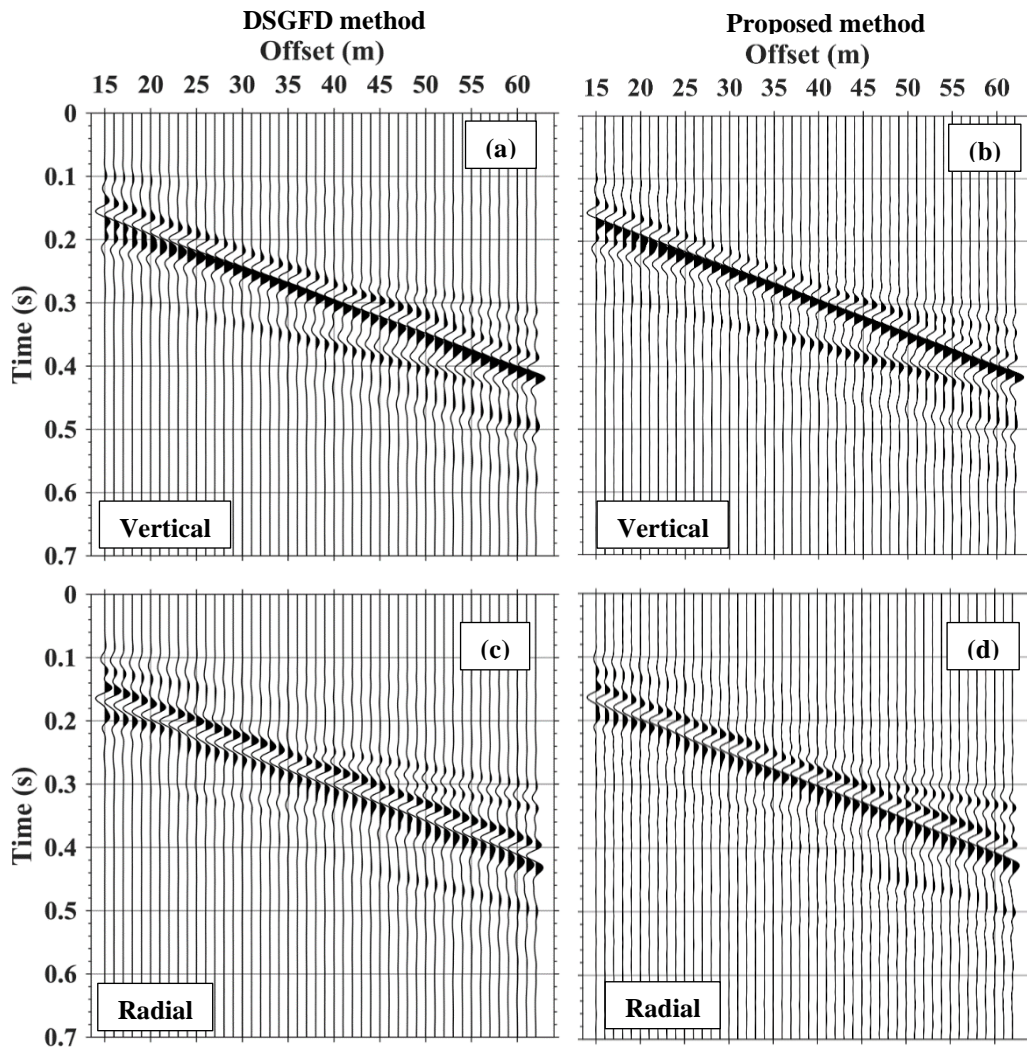 DSGFD method
Offset (m)
15 20 25 30 35 40 45 50 55 60
Proposed method
Offset (m)
15 20 25 30 35 40 45 50 55 60
Time (s)
0
0.1
0.2
0.3
0.4
0.5
0.6
0.7
(a)
Vertical
(b)
Vertical
Time (s)
0
0.1
0.2
0.3
0.4
0.5
0.6
0.7
(c)
Radial
(d)
Radial